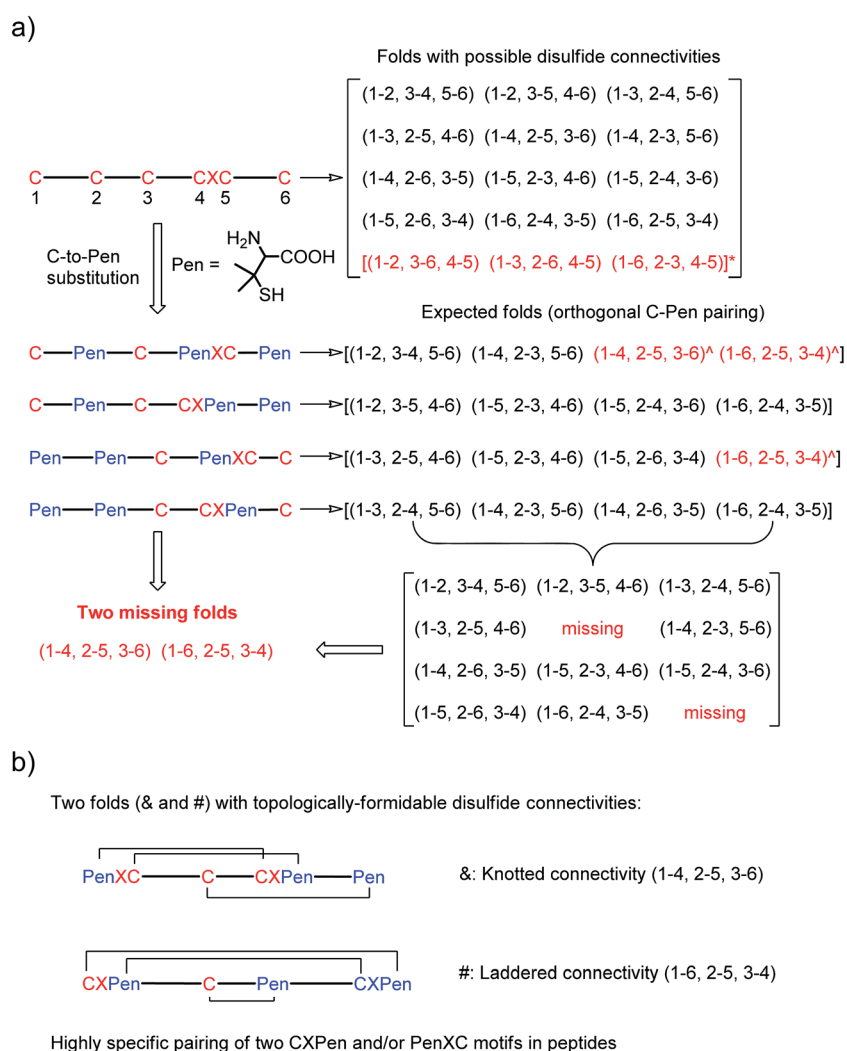 a)
Folds with possible disulfide connectivities
(1-2, 3-4, 5-6) (1-2, 3-5, 4-6) (1-3, 2-4, 5-6)
(1-3, 2-5, 4-6) (1-4, 2-5, 3-6) (1-4, 2-3, 5-6)
C C C CXC C
1 2 3 4 5 6
(1-4, 2-6, 3-5) (1-5, 2-3, 4-6) (1-5, 2-4, 3-6)
(1-5, 2-6, 3-4) (1-6, 2-4, 3-5) (1-6, 2-5, 3-4)
[(1-2, 3-6, 4-5) (1-3, 2-6, 4-5) (1-6, 2-3, 4-5)]*
C-to-Pen
substitution
Pen =
H₂N
COOH
SH
Expected folds (orthogonal C-Pen pairing)
C Pen C PenXC Pen [(1-2, 3-4, 5-6) (1-4, 2-3, 5-6) (1-4, 2-5, 3-6)^ (1-6, 2-5, 3-4)^]
C Pen C CXPen Pen [(1-2, 3-5, 4-6) (1-5, 2-3, 4-6) (1-5, 2-4, 3-6) (1-6, 2-4, 3-5)]
Pen Pen C PenXC C [(1-3, 2-5, 4-6) (1-5, 2-3, 4-6) (1-5, 2-6, 3-4) (1-6, 2-5, 3-4)^]
Pen Pen C CXPen C [(1-3, 2-4, 5-6) (1-4, 2-3, 5-6) (1-4, 2-6, 3-5) (1-6, 2-4, 3-5)]
Two missing folds
(1-4, 2-5, 3-6) (1-6, 2-5, 3-4)
(1-2, 3-4, 5-6) (1-2, 3-5, 4-6) (1-3, 2-4, 5-6)
(1-3, 2-5, 4-6) missing (1-4, 2-3, 5-6)
(1-4, 2-6, 3-5) (1-5, 2-3, 4-6) (1-5, 2-4, 3-6)
(1-5, 2-6, 3-4) (1-6, 2-4, 3-5) missing
b)
Two folds (& and #) with topologically-formidable disulfide connectivities:
PenXC C CXPen Pen
&: Knotted connectivity (1-4, 2-5, 3-6)
CXPen C Pen CXPen
#: Laddered connectivity (1-6, 2-5, 3-4)
Highly specific pairing of two CXPen and/or PenXC motifs in peptides